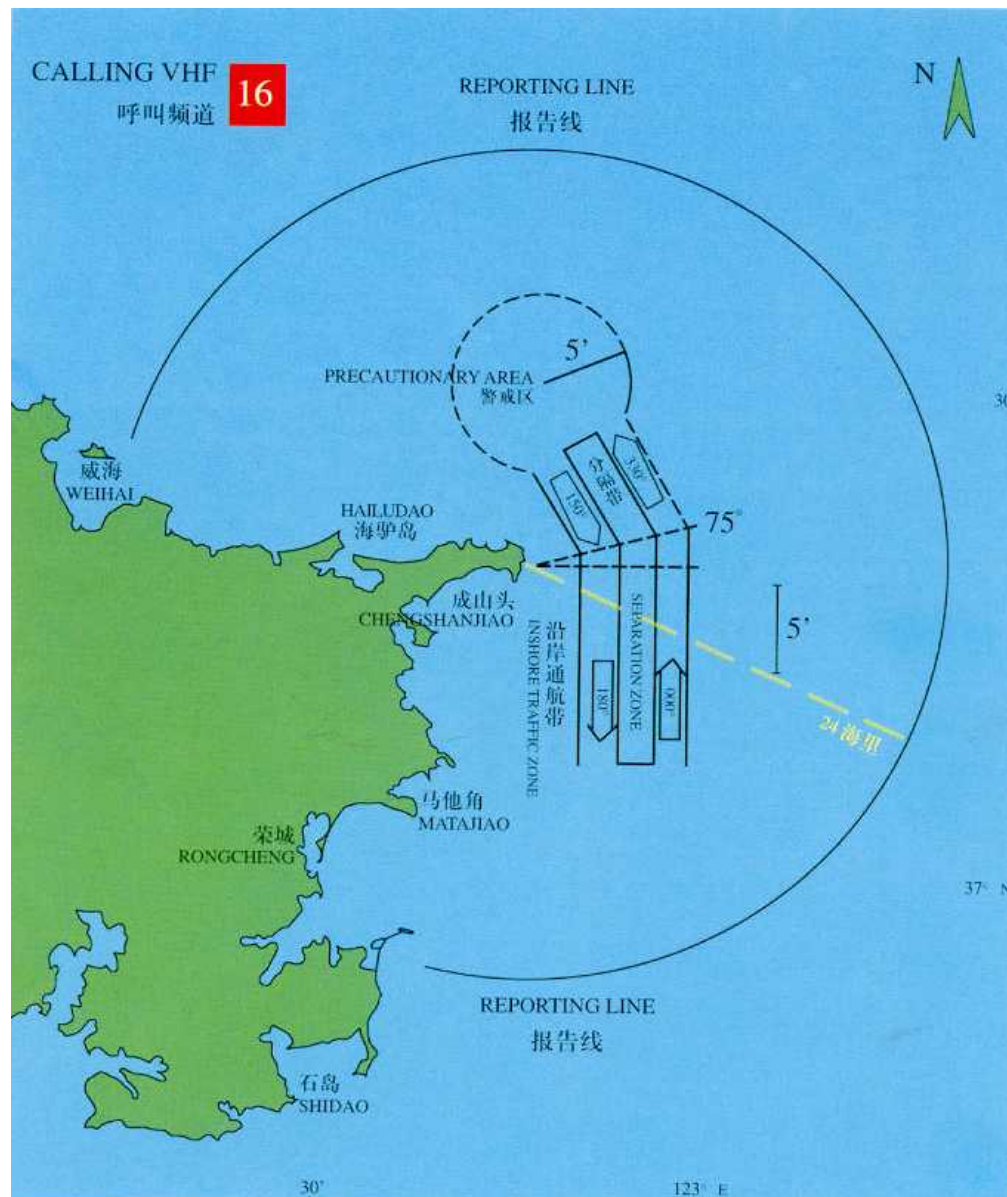 CALLING VHF
呼叫频道
16
REPORTING LINE
报告线
N
5’
PRECAUTIONARY AREA
警戒区
威海
WEIHAI
HAILUDAO
海驴岛
150°
分隔带
330°
75°
成山头
CHENGSHANJIAO
沿岸通航带
INSHORE TRAFFIC ZONE
SEPARATION ZONE
180°
000°
5’
24海里
马他角
MATAJIAO
荣城
RONGCHENG
37° N
REPORTING LINE
报告线
石岛
SHIDAO
30'
123° E